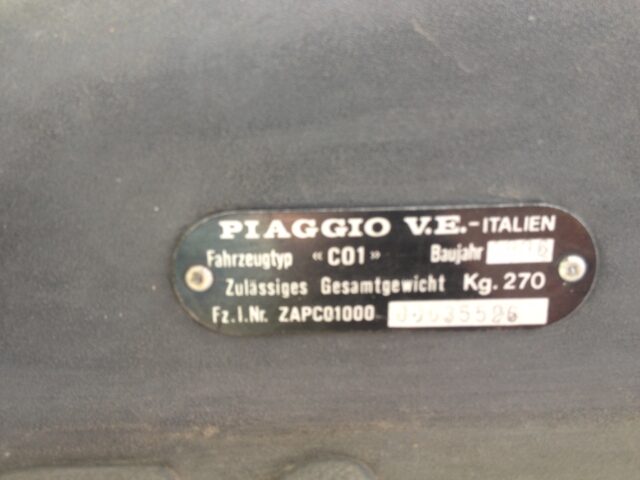 PIAGGIO V.E.-ITALIEN
Fahrzeugtyp «C01» Baujahr
Zulässiges Gesamtgewicht Kg. 270
Fz.I.Nr. ZAPC01000